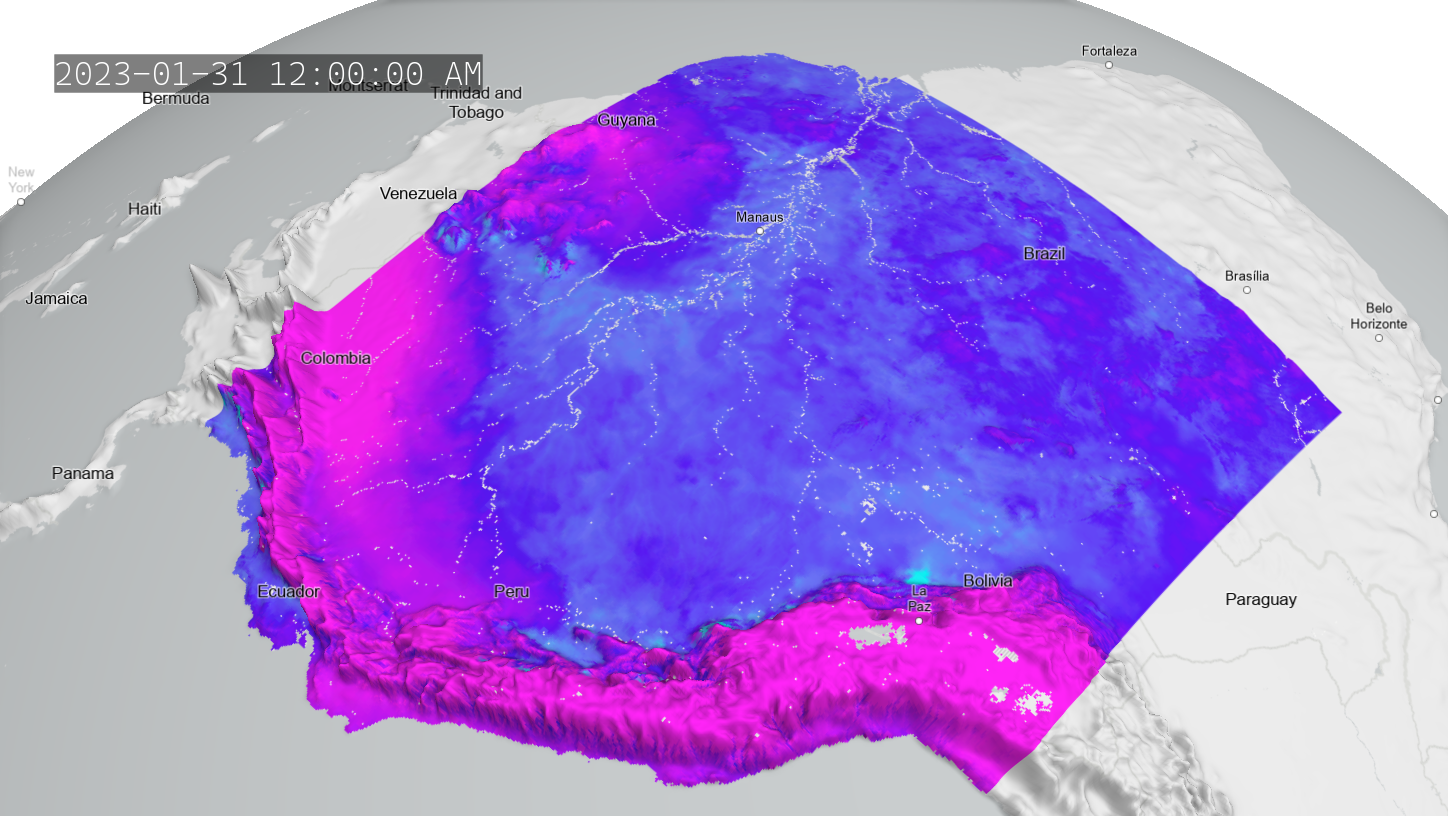 Fortaleza
2023-01-31 12:00:00 AM
Montserrat
Bermuda
Trinidad and
Tobago
Guyana
New
York
Venezuela
Haiti
Manaus
Brazil
Brasília
Jamaica
Belo
Horizonte
Colombia
Panama
Ecuador
Peru
Bolivia
La
Paz
Paraguay